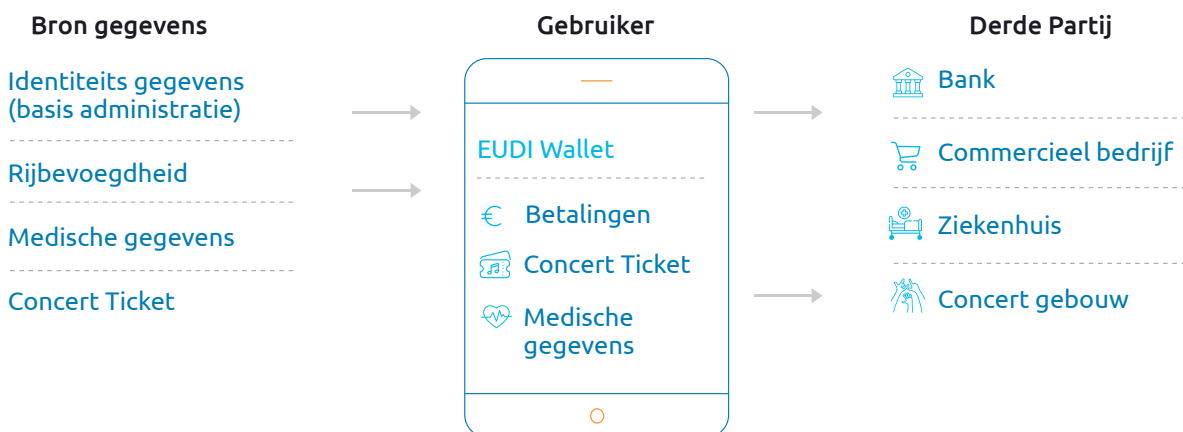 Bron gegevens
Identiteits gegevens
(basis administratie)
Rijbevoegdheid
Medische gegevens
Concert Ticket
Gebruiker
EUDI Wallet
Betalingen
Concert Ticket
Medische
gegevens
Derde Partij
Bank
Commercieel bedrijf
Ziekenhuis
Concert gebouw